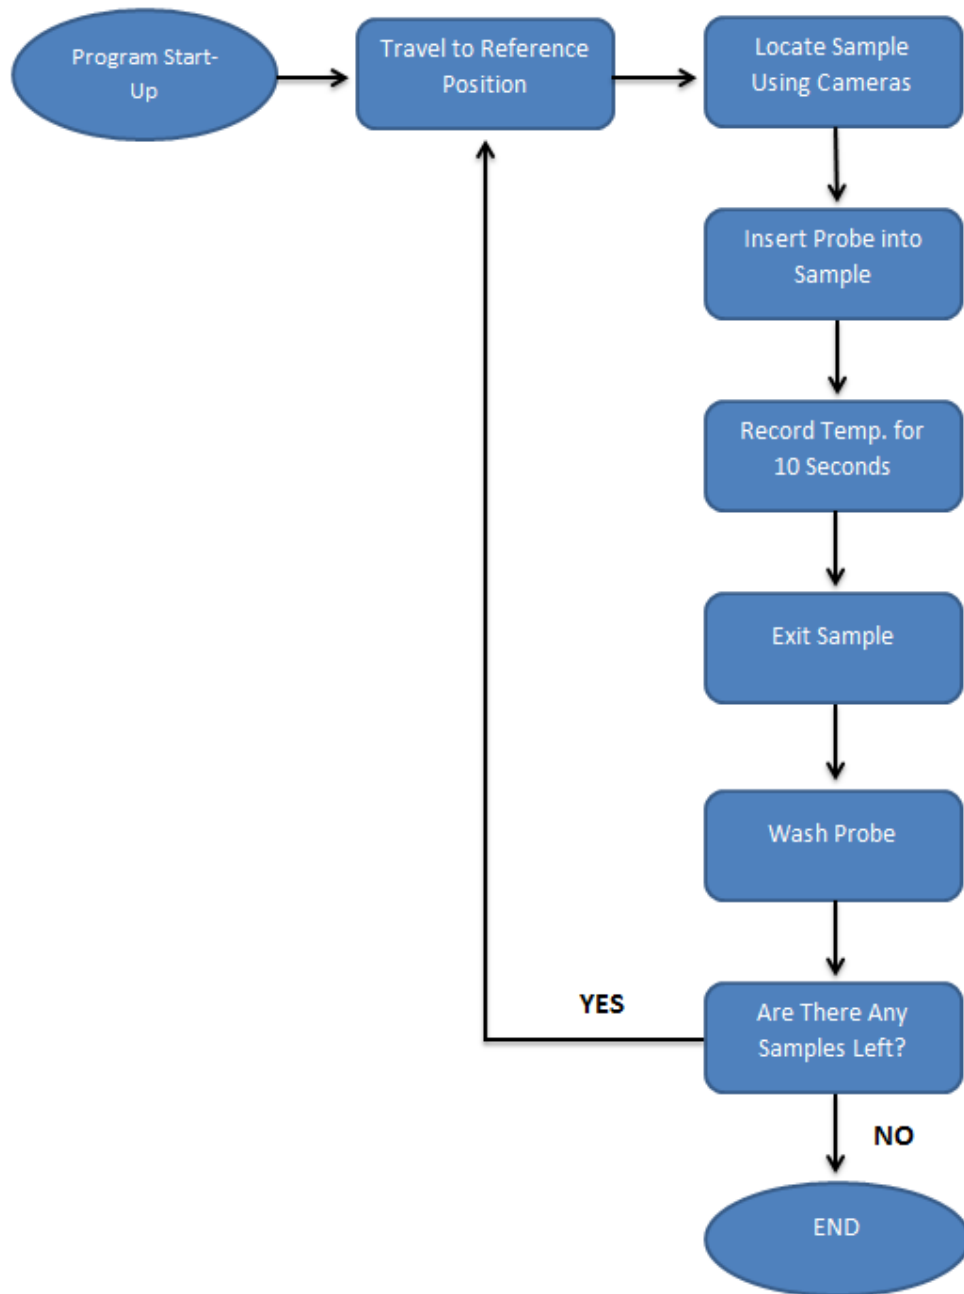 Program Start-
Up
Travel to Reference
Position
Locate Sample
Using Cameras
Insert Probe into
Sample
Record Temp. for
10 Seconds
Exit Sample
Wash Probe
Are There Any
Samples Left?
YES
NO
END